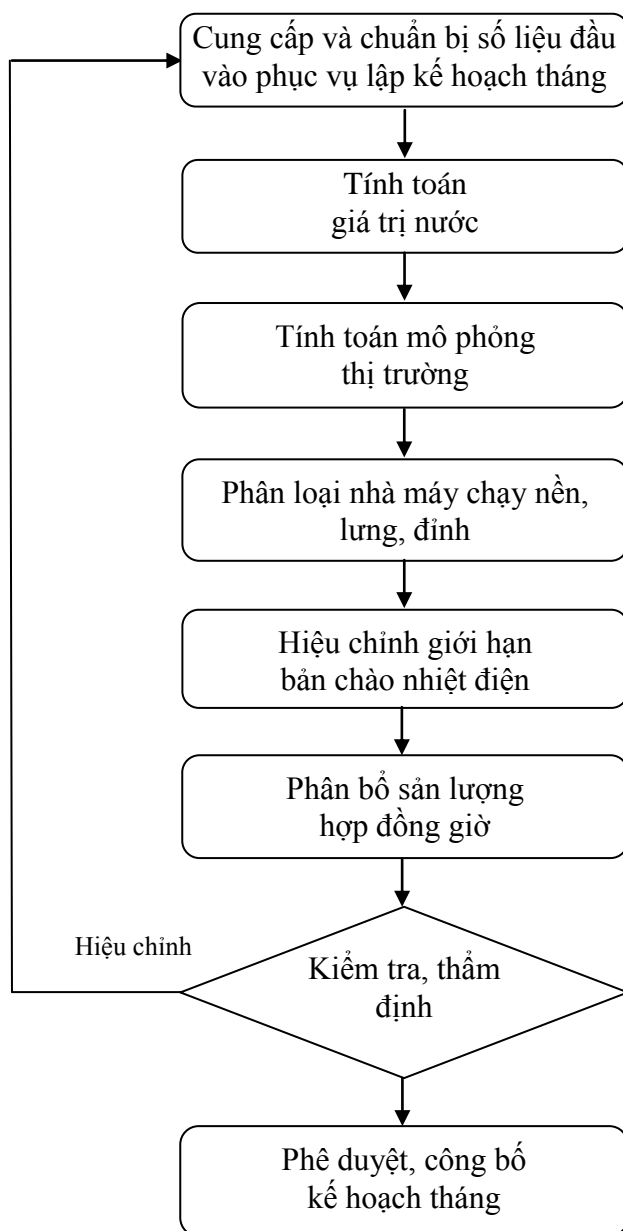 Cung cấp và chuẩn bị số liệu đầu
vào phục vụ lập kế hoạch tháng
Tính toán
giá trị nước
Tính toán mô phỏng
thị trường
Phân loại nhà máy chạy nền,
lưng, đỉnh
Hiệu chỉnh giới hạn
bản chào nhiệt điện
Phân bổ sản lượng
hợp đồng giờ
Hiệu chỉnh
Kiểm tra, thẩm
định
Phê duyệt, công bố
kế hoạch tháng